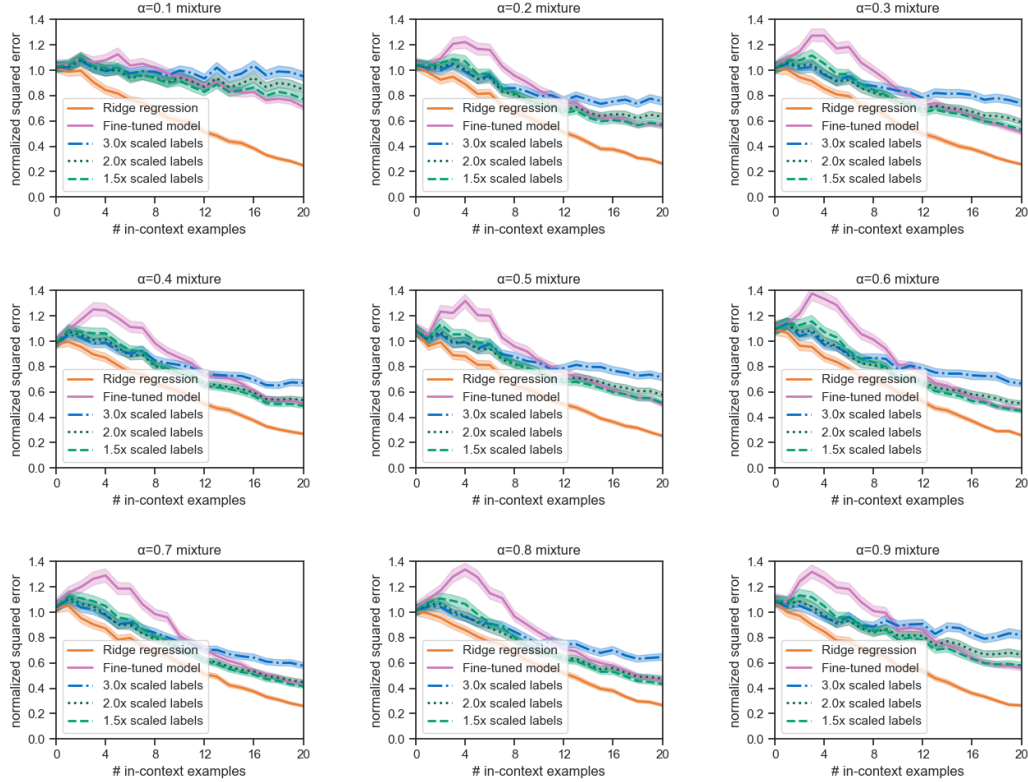 α=0.1 mixture
normalized squared error
1.4
1.2
1.0
0.8
0.6
0.4
0.2
0.0
Ridge regression
Fine-tuned model
3.0x scaled labels
2.0x scaled labels
1.5x scaled labels
0 4 8 12 16 20
# in-context examples
α=0.2 mixture
normalized squared error
1.4
1.2
1.0
0.8
0.6
0.4
0.2
0.0
Ridge regression
Fine-tuned model
3.0x scaled labels
2.0x scaled labels
1.5x scaled labels
0 4 8 12 16 20
# in-context examples
α=0.3 mixture
normalized squared error
1.4
1.2
1.0
0.8
0.6
0.4
0.2
0.0
Ridge regression
Fine-tuned model
3.0x scaled labels
2.0x scaled labels
1.5x scaled labels
0 4 8 12 16 20
# in-context examples
α=0.4 mixture
normalized squared error
1.4
1.2
1.0
0.8
0.6
0.4
0.2
0.0
Ridge regression
Fine-tuned model
3.0x scaled labels
2.0x scaled labels
1.5x scaled labels
0 4 8 12 16 20
# in-context examples
α=0.5 mixture
normalized squared error
1.4
1.2
1.0
0.8
0.6
0.4
0.2
0.0
Ridge regression
Fine-tuned model
3.0x scaled labels
2.0x scaled labels
1.5x scaled labels
0 4 8 12 16 20
# in-context examples
α=0.6 mixture
normalized squared error
1.4
1.2
1.0
0.8
0.6
0.4
0.2
0.0
Ridge regression
Fine-tuned model
3.0x scaled labels
2.0x scaled labels
1.5x scaled labels
0 4 8 12 16 20
# in-context examples
α=0.7 mixture
normalized squared error
1.4
1.2
1.0
0.8
0.6
0.4
0.2
0.0
Ridge regression
Fine-tuned model
3.0x scaled labels
2.0x scaled labels
1.5x scaled labels
0 4 8 12 16 20
# in-context examples
α=0.8 mixture
normalized squared error
1.4
1.2
1.0
0.8
0.6
0.4
0.2
0.0
Ridge regression
Fine-tuned model
3.0x scaled labels
2.0x scaled labels
1.5x scaled labels
0 4 8 12 16 20
# in-context examples
α=0.9 mixture
normalized squared error
1.4
1.2
1.0
0.8
0.6
0.4
0.2
0.0
Ridge regression
Fine-tuned model
3.0x scaled labels
2.0x scaled labels
1.5x scaled labels
0 4 8 12 16 20
# in-context examples